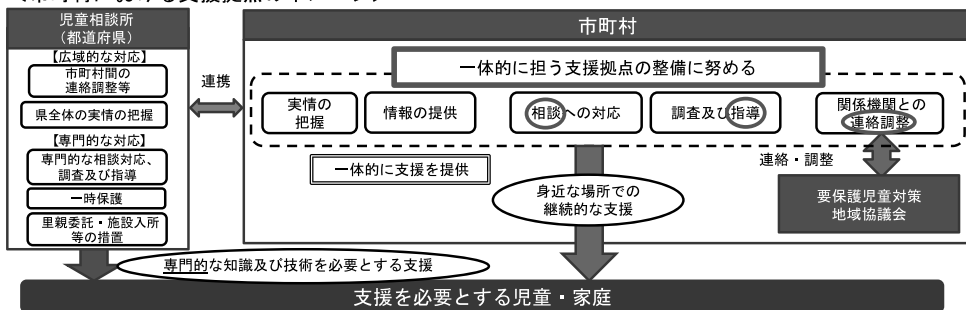 児童相談所
（都道府県）
【広域的な対応】
市町村間の
連絡調整等
県全体の実情の把握
【専門的な対応】
専門的な相談対応、
調査及び指導
一時保護
里親委託・施設入所
等の措置
連携
市町村
一体的に担う支援拠点の整備に努める
実情の
把握
情報の提供
相談への対応
調査及び指導
関係機関との
連絡調整
一体的に支援を提供
身近な場所での
継続的な支援
連絡・調整
要保護児童対策
地域協議会
専門的な知識及び技術を必要とする支援
支援を必要とする児童・家庭